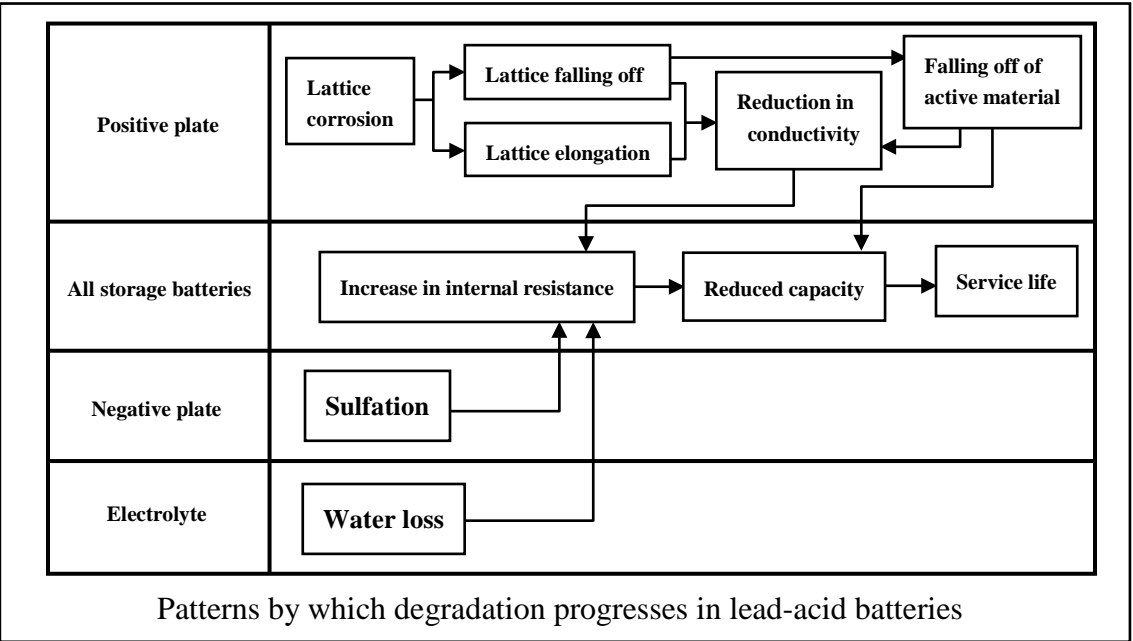 Positive plate
Lattice
corrosion
Lattice falling off
Lattice elongation
Reduction in
conductivity
Falling off of
active material
All storage batteries
Increase in internal resistance
Reduced capacity
Service life
Negative plate
Sulfation
Electrolyte
Water loss
Patterns by which degradation progresses in lead-acid batteries